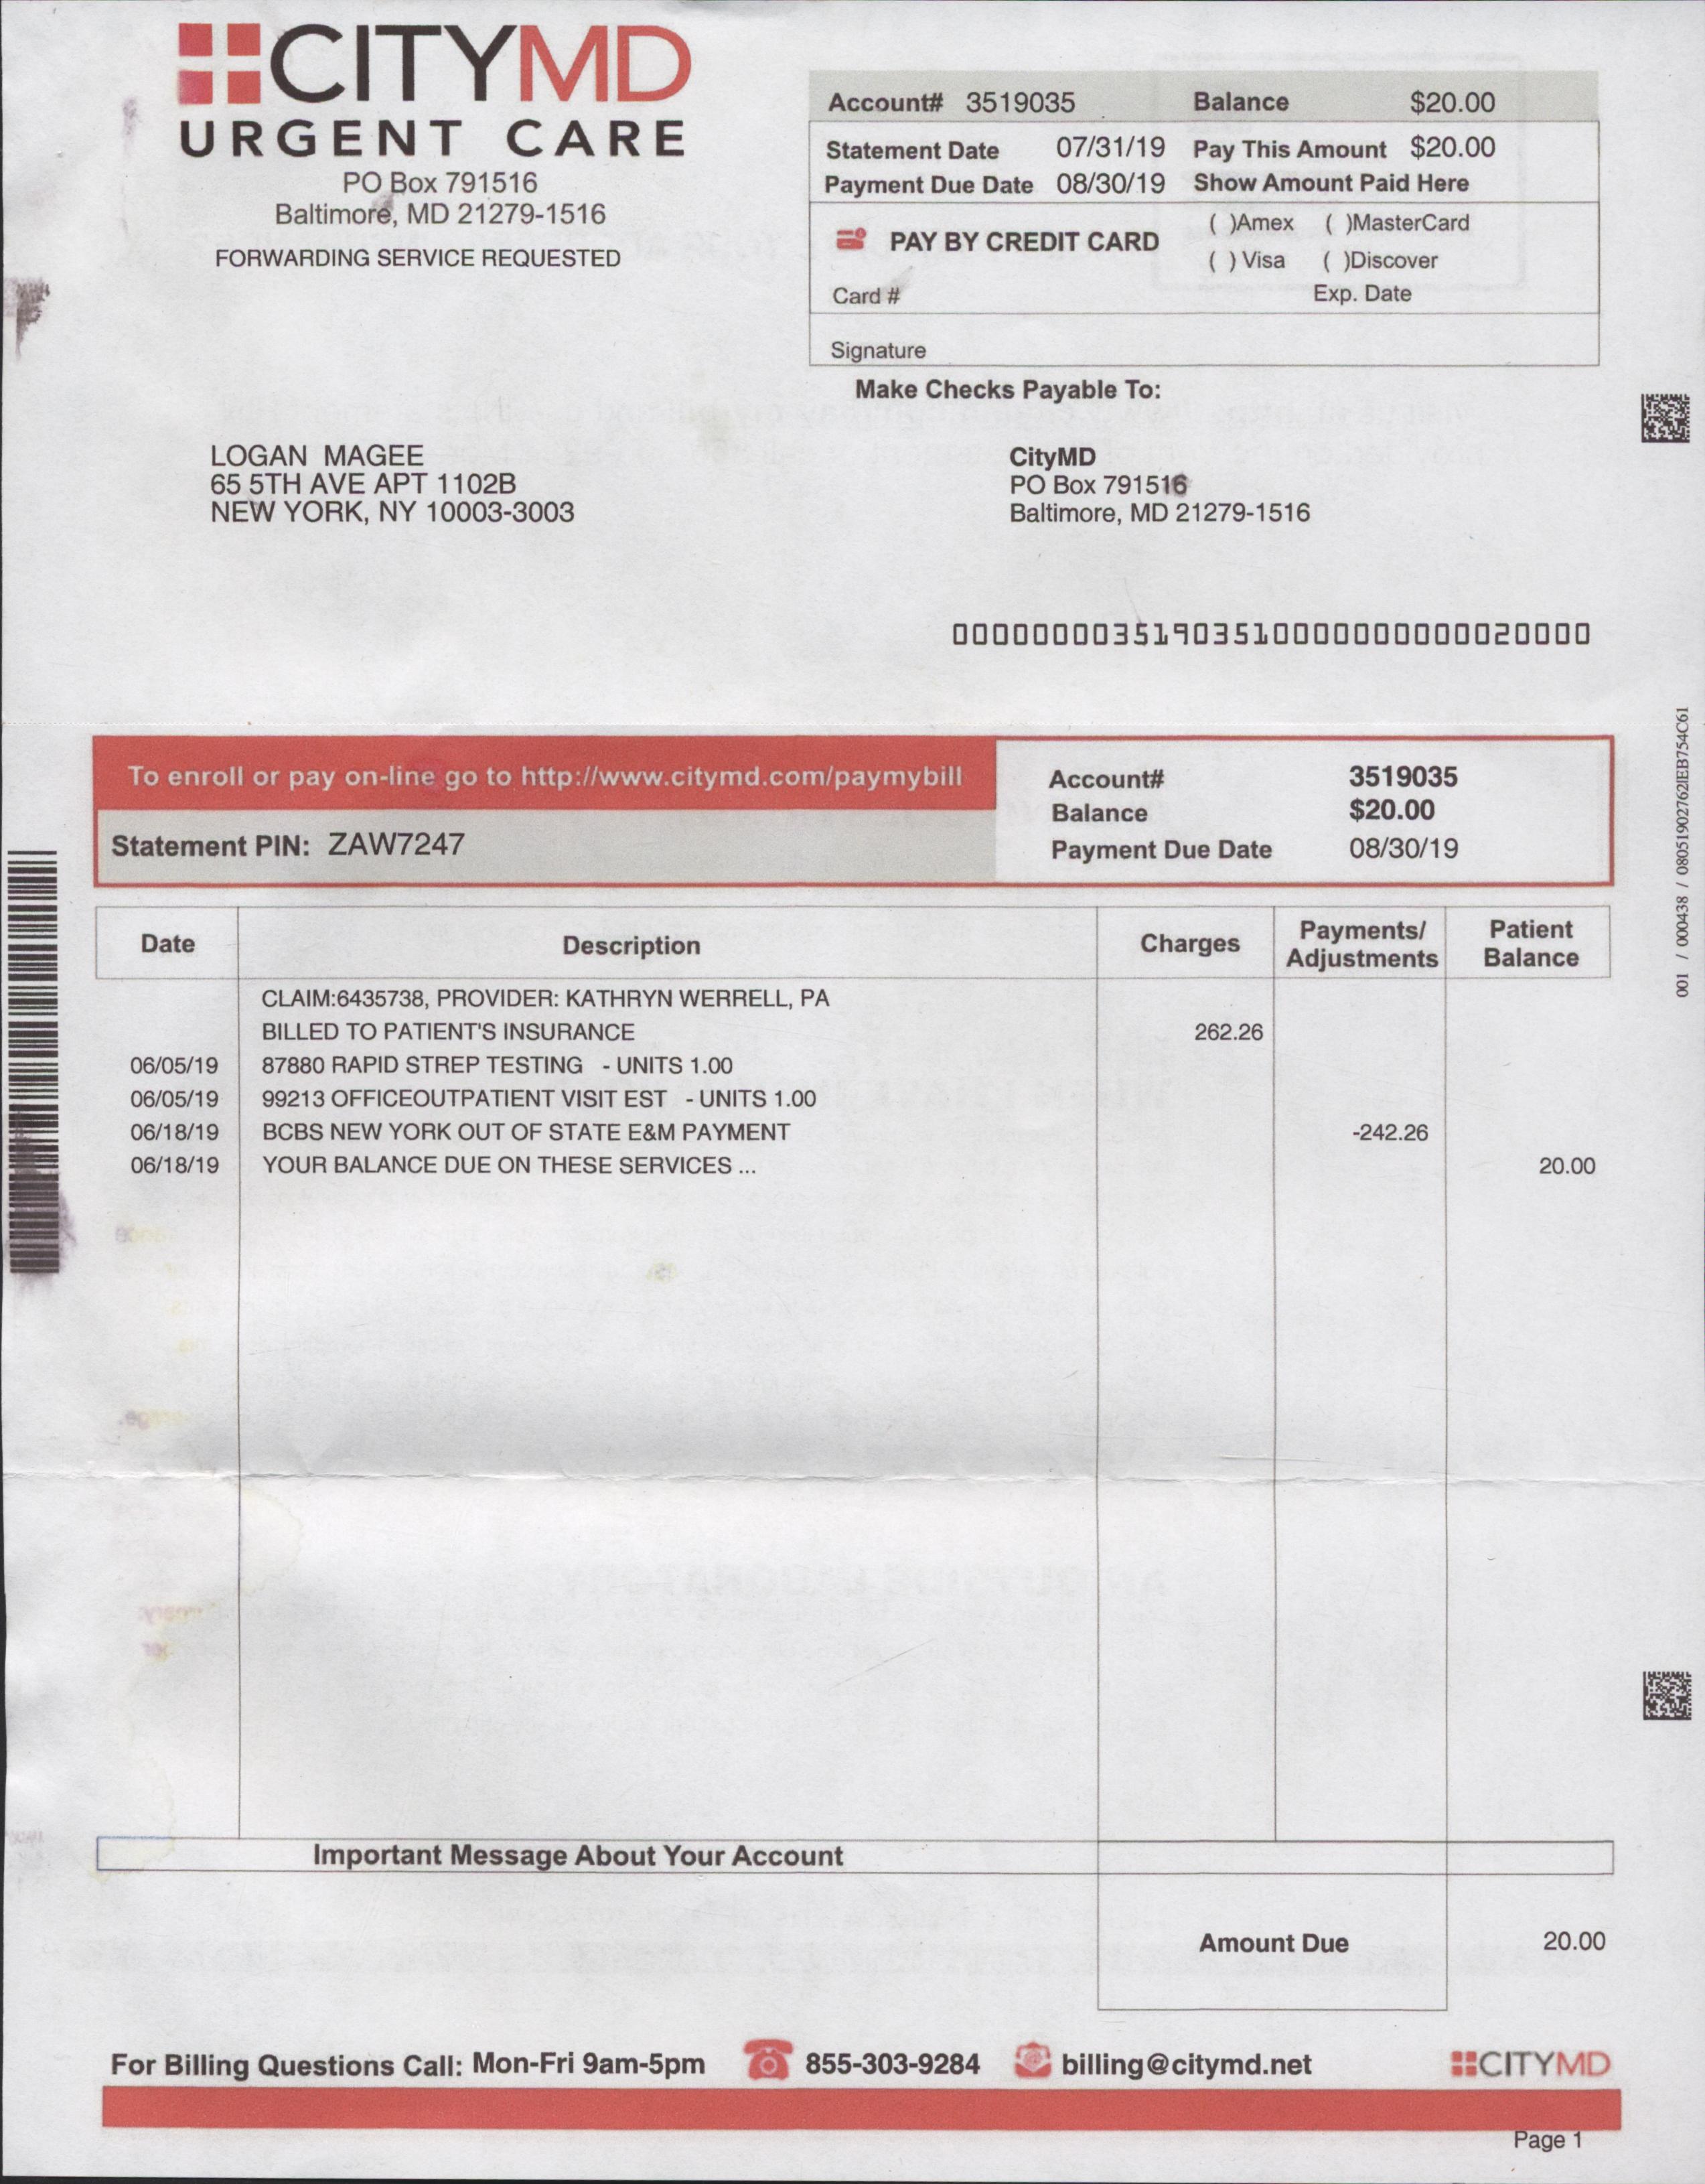 CITYMD
URGENT CARE
PO Box 791516
Baltimore, MD 21279-1516
FORWARDING SERVICE REQUESTED
Account# 3519035 Balance $20.00
Statement Date 07/31/19 Pay This Amount $20.00
Payment Due Date 08/30/19 Show Amount Paid Here
PAY BY CREDIT CARD
( )Amex ( )MasterCard
( ) Visa ( )Discover
Card # Exp. Date
Signature
Make Checks Payable To:
LOGAN MAGEE
65 5TH AVE APT 1102B
NEW YORK, NY 10003-3003
CityMD
PO Box 791516
Baltimore, MD 21279-1516
0000000035190351000000000020000
001 / 000438 / 08051902762IEB754C61
To enroll or pay on-line go to http://www.citymd.com/paymybill
Statement PIN: ZAW7247
Account# 3519035
Balance $20.00
Payment Due Date 08/30/19
Date Description Charges Payments/ Adjustments Patient Balance
CLAIM:6435738, PROVIDER: KATHRYN WERRELL, PA
BILLED TO PATIENT'S INSURANCE 262.26
06/05/19 87880 RAPID STREP TESTING - UNITS 1.00
06/05/19 99213 OFFICEOUTPATIENT VISIT EST - UNITS 1.00
06/18/19 BCBS NEW YORK OUT OF STATE E&M PAYMENT -242.26
06/18/19 YOUR BALANCE DUE ON THESE SERVICES ... 20.00
Important Message About Your Account
Amount Due 20.00
For Billing Questions Call: Mon-Fri 9am-5pm 855-303-9284 billing@citymd.net CITYMD
Page 1